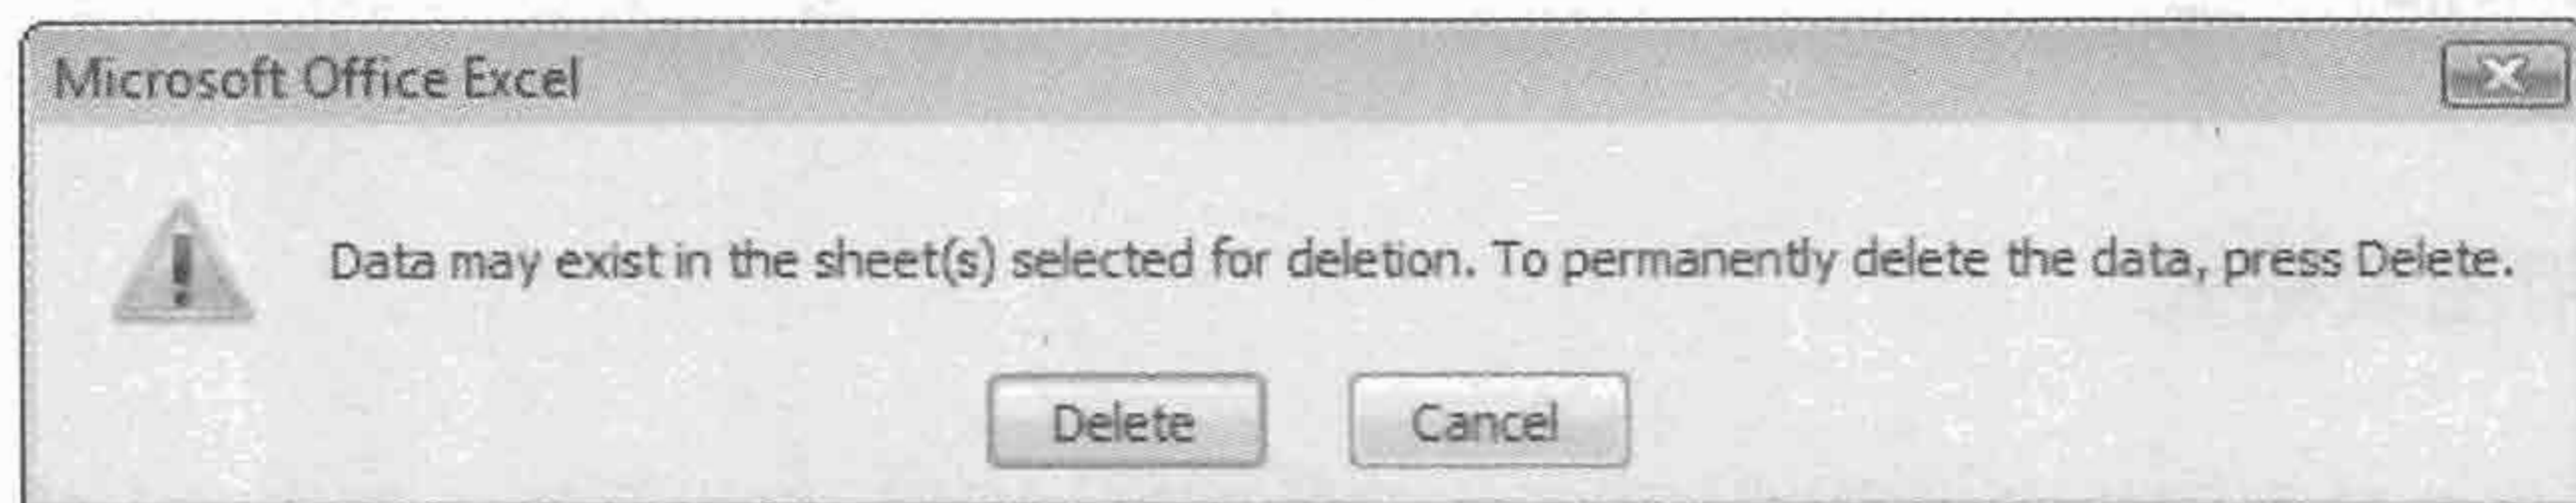 Microsoft Office Excel
Data may exist in the sheet(s) selected for deletion. To permanently delete the data, press Delete.
Delete Cancel